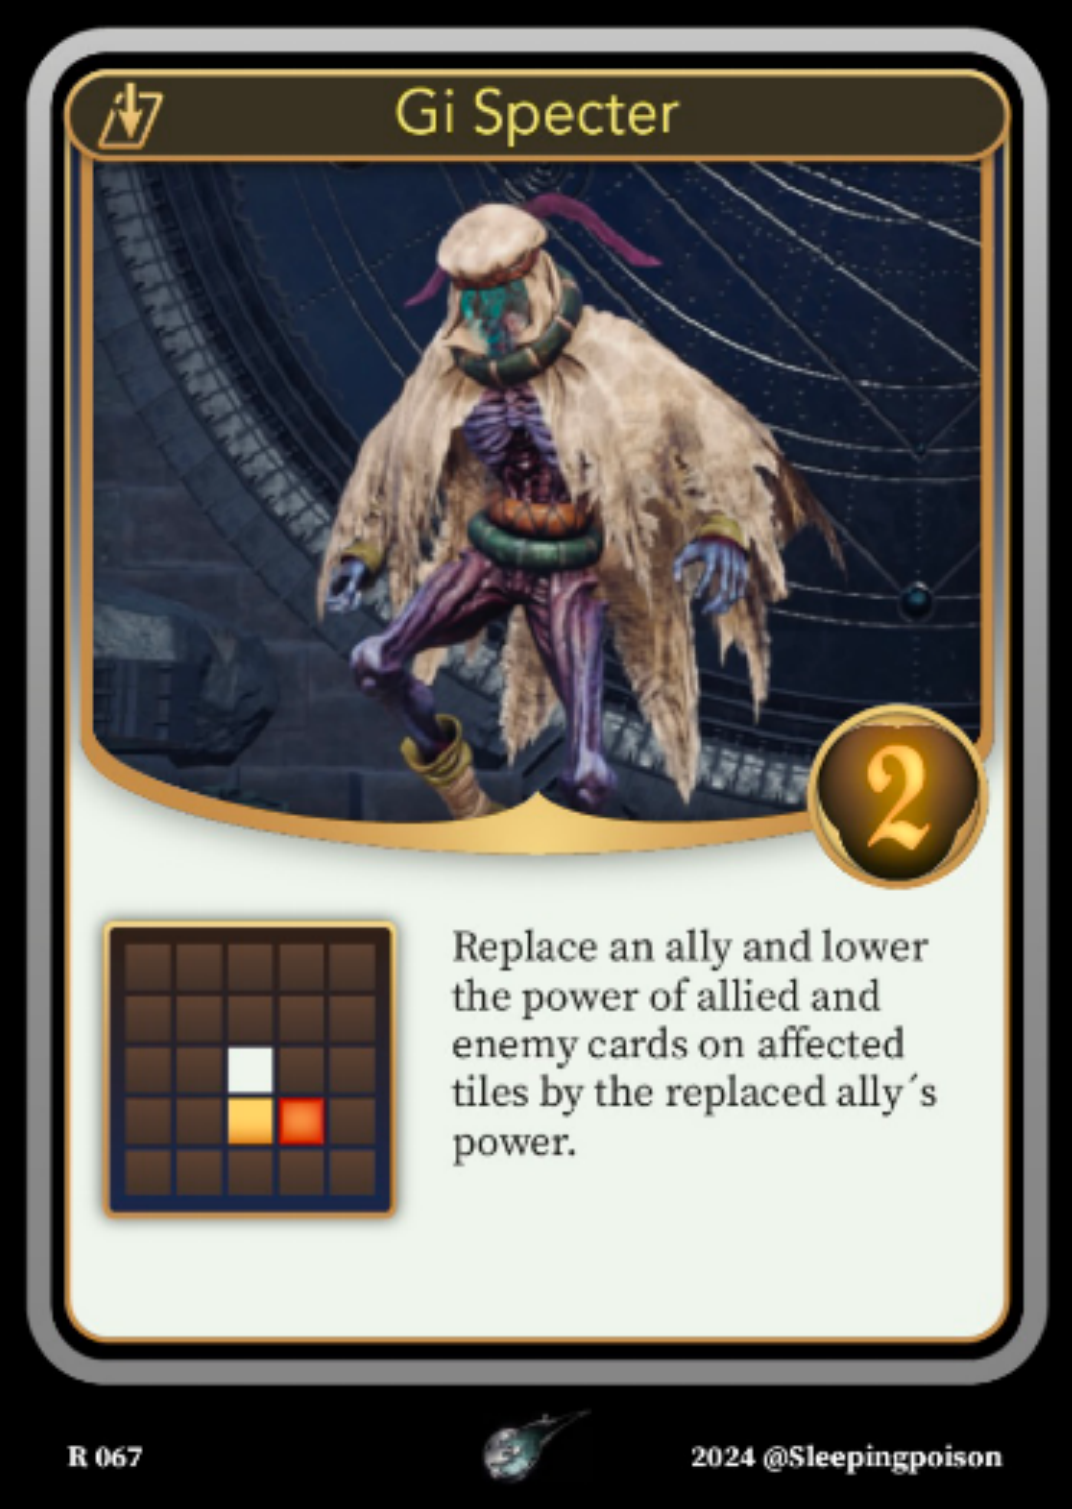 Gi Specter
2
Replace an ally and lower
the power of allied and
enemy cards on affected
tiles by the replaced ally´s
power.
R 067
2024 @Sleepingpoison